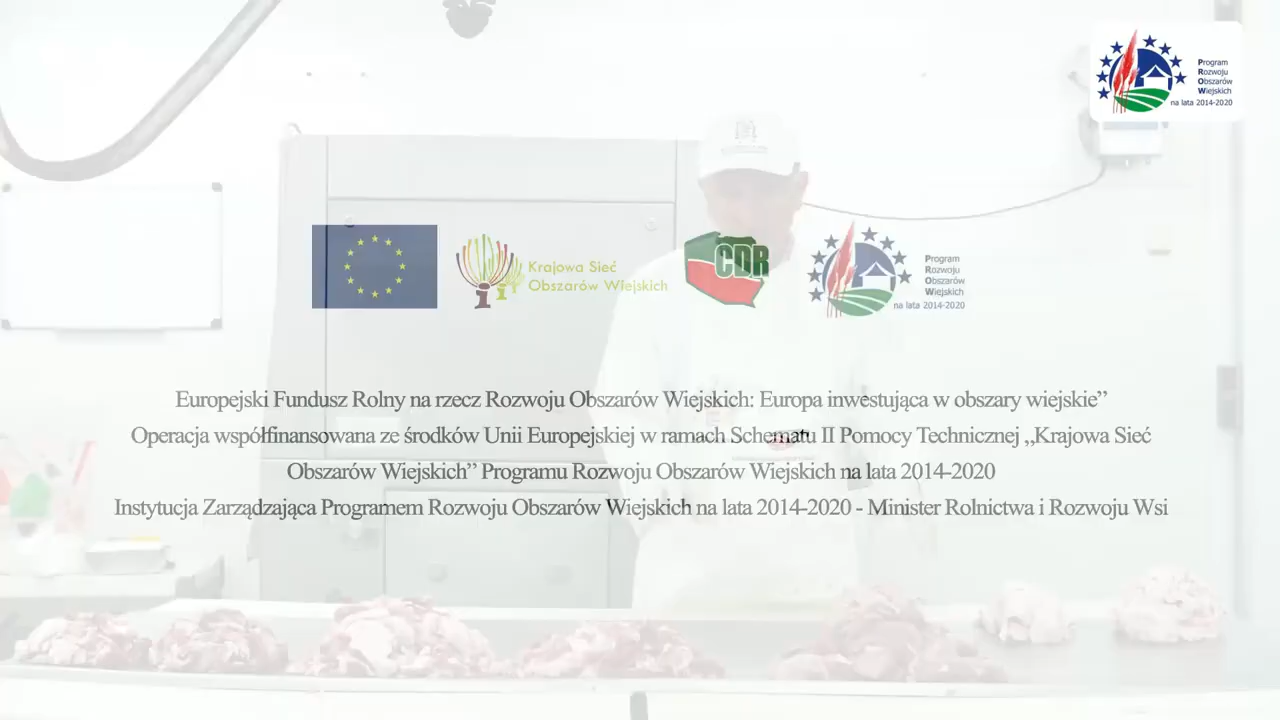 Program
Rozwoju
Obszarów
Wiejskich
na lata 2014-2020
Krajowa Sieć
Obszarów Wiejskich
CDR
Program
Rozwoju
Obszarów
Wiejskich
na lata 2014-2020
Europejski Fundusz Rolny na rzecz Rozwoju Obszarów Wiejskich: Europa inwestująca w obszary wiejskie”
Operacja współfinansowana ze środków Unii Europejskiej w ramach Schematu II Pomocy Technicznej „Krajowa Sieć
Obszarów Wiejskich” Programu Rozwoju Obszarów Wiejskich na lata 2014-2020
Instytucja Zarządzająca Programem Rozwoju Obszarów Wiejskich na lata 2014-2020 - Minister Rolnictwa i Rozwoju Wsi